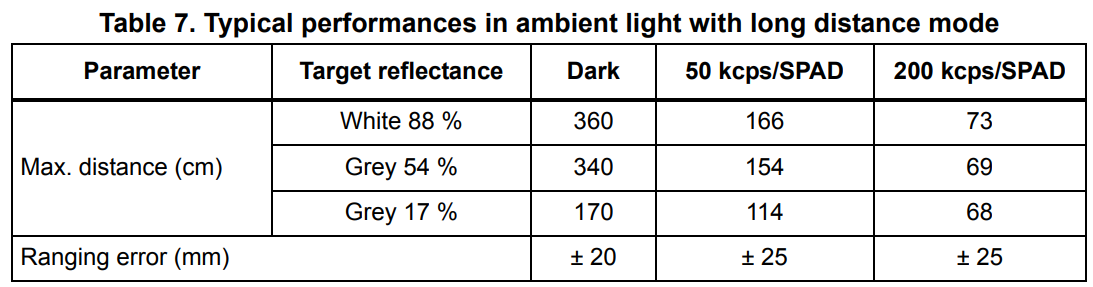 Table 7. Typical performances in ambient light with long distance mode
Parameter Target reflectance Dark 50 kcps/SPAD 200 kcps/SPAD
White 88 % 360 166 73
Max. distance (cm) Grey 54 % 340 154 69
Grey 17 % 170 114 68
Ranging error (mm) ± 20 ± 25 ± 25